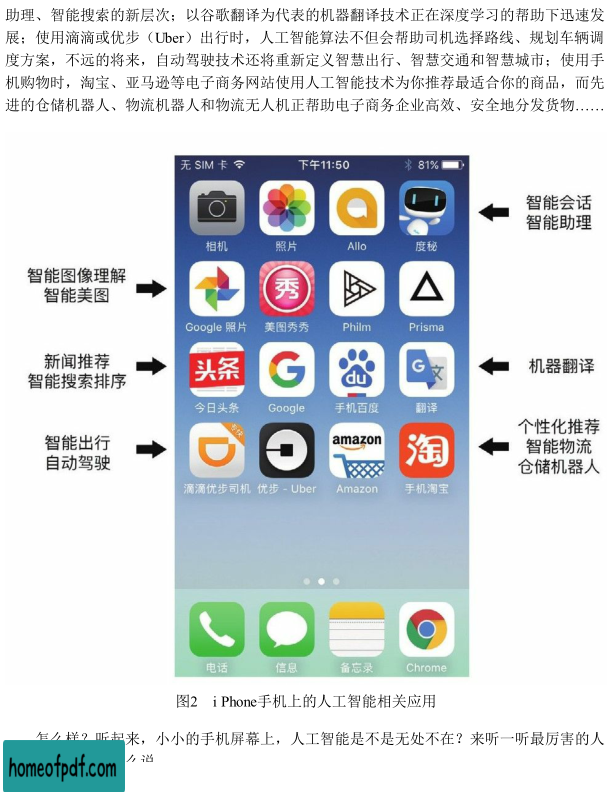 助理、智能搜索的新层次；以谷歌翻译为代表的机器翻译技术正在深度学习的帮助下迅速发
展；使用滴滴或优步（Uber）出行时，人工智能算法不但会帮助司机选择路线、规划车辆调
度方案，不远的将来，自动驾驶技术还将重新定义智慧出行、智慧交通和智慧城市；使用手
机购物时，淘宝、亚马逊等电子商务网站使用人工智能技术为你推荐最适合你的商品，而先
进的仓储机器人、物流机器人和物流无人机正帮助电子商务企业高效、安全地分发货物……
无 SIM 卡 下午11:50 81%
相机 照片 Allo 度秘
智能会话
智能助理
智能图像理解
智能美图
秀
Google 照片 美图秀秀 Philm Prisma
新闻推荐
智能搜索排序
头条 G du G 文
机器翻译
今日头条 Google 手机百度 翻译
智能出行
自动驾驶
专快 amazon 淘
个性化推荐
智能物流
仓储机器人
滴滴优步司机 优步 - Uber Amazon 手机淘宝
电话 信息 备忘录 Chrome
图2 i Phone手机上的人工智能相关应用
怎么样？听起来，小小的手机屏幕上，人工智能是不是无处不在？来听一听最厉害的人
homeofpdf.com